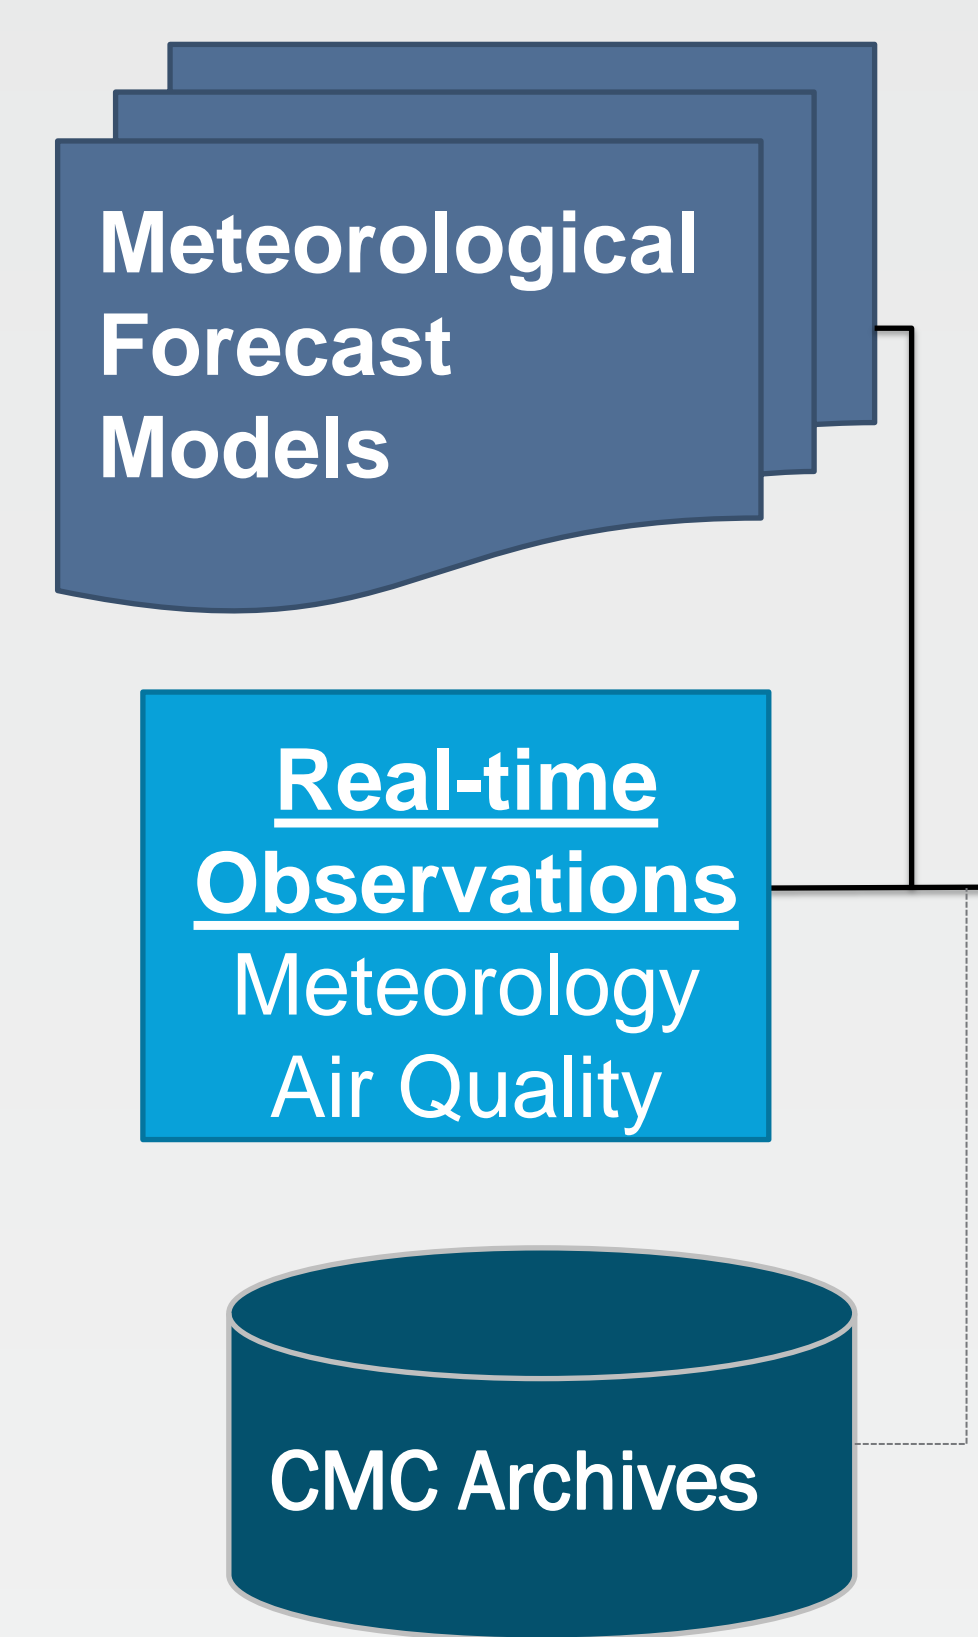 Meteorological
Forecast
Models
Real-time
Observations
Meteorology
Air Quality
CMC Archives